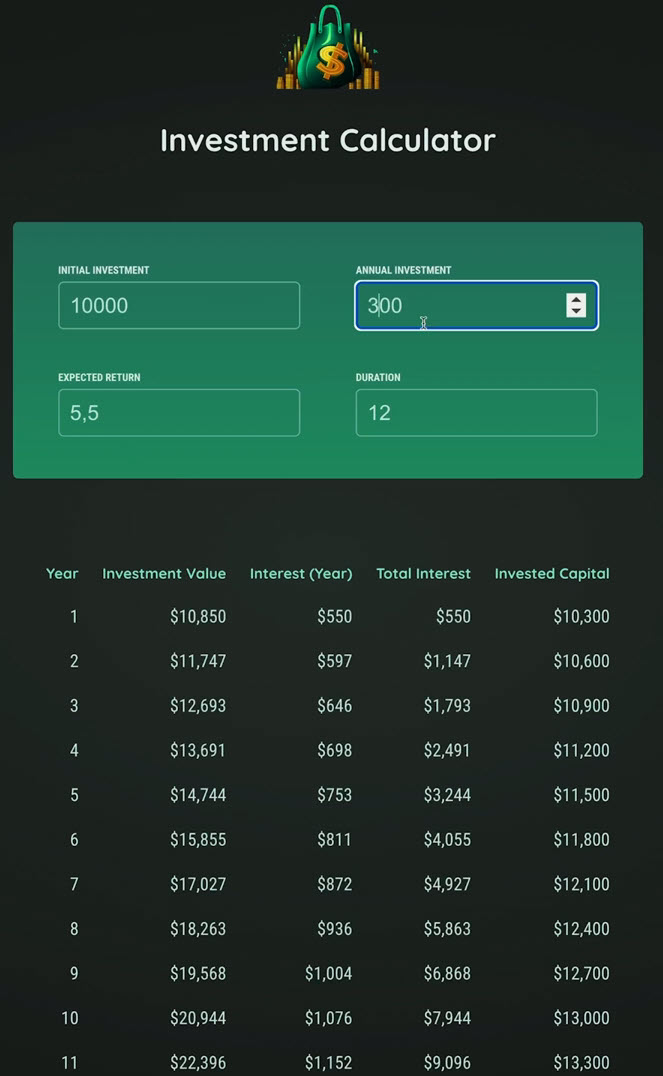 $
Investment Calculator
INITIAL INVESTMENT ANNUAL INVESTMENT
10000 300
EXPECTED RETURN DURATION
5,5 12
Year Investment Value Interest (Year) Total Interest Invested Capital
1 $10,850 $550 $550 $10,300
2 $11,747 $597 $1,147 $10,600
3 $12,693 $646 $1,793 $10,900
4 $13,691 $698 $2,491 $11,200
5 $14,744 $753 $3,244 $11,500
6 $15,855 $811 $4,055 $11,800
7 $17,027 $872 $4,927 $12,100
8 $18,263 $936 $5,863 $12,400
9 $19,568 $1,004 $6,868 $12,700
10 $20,944 $1,076 $7,944 $13,000
11 $22,396 $1,152 $9,096 $13,300